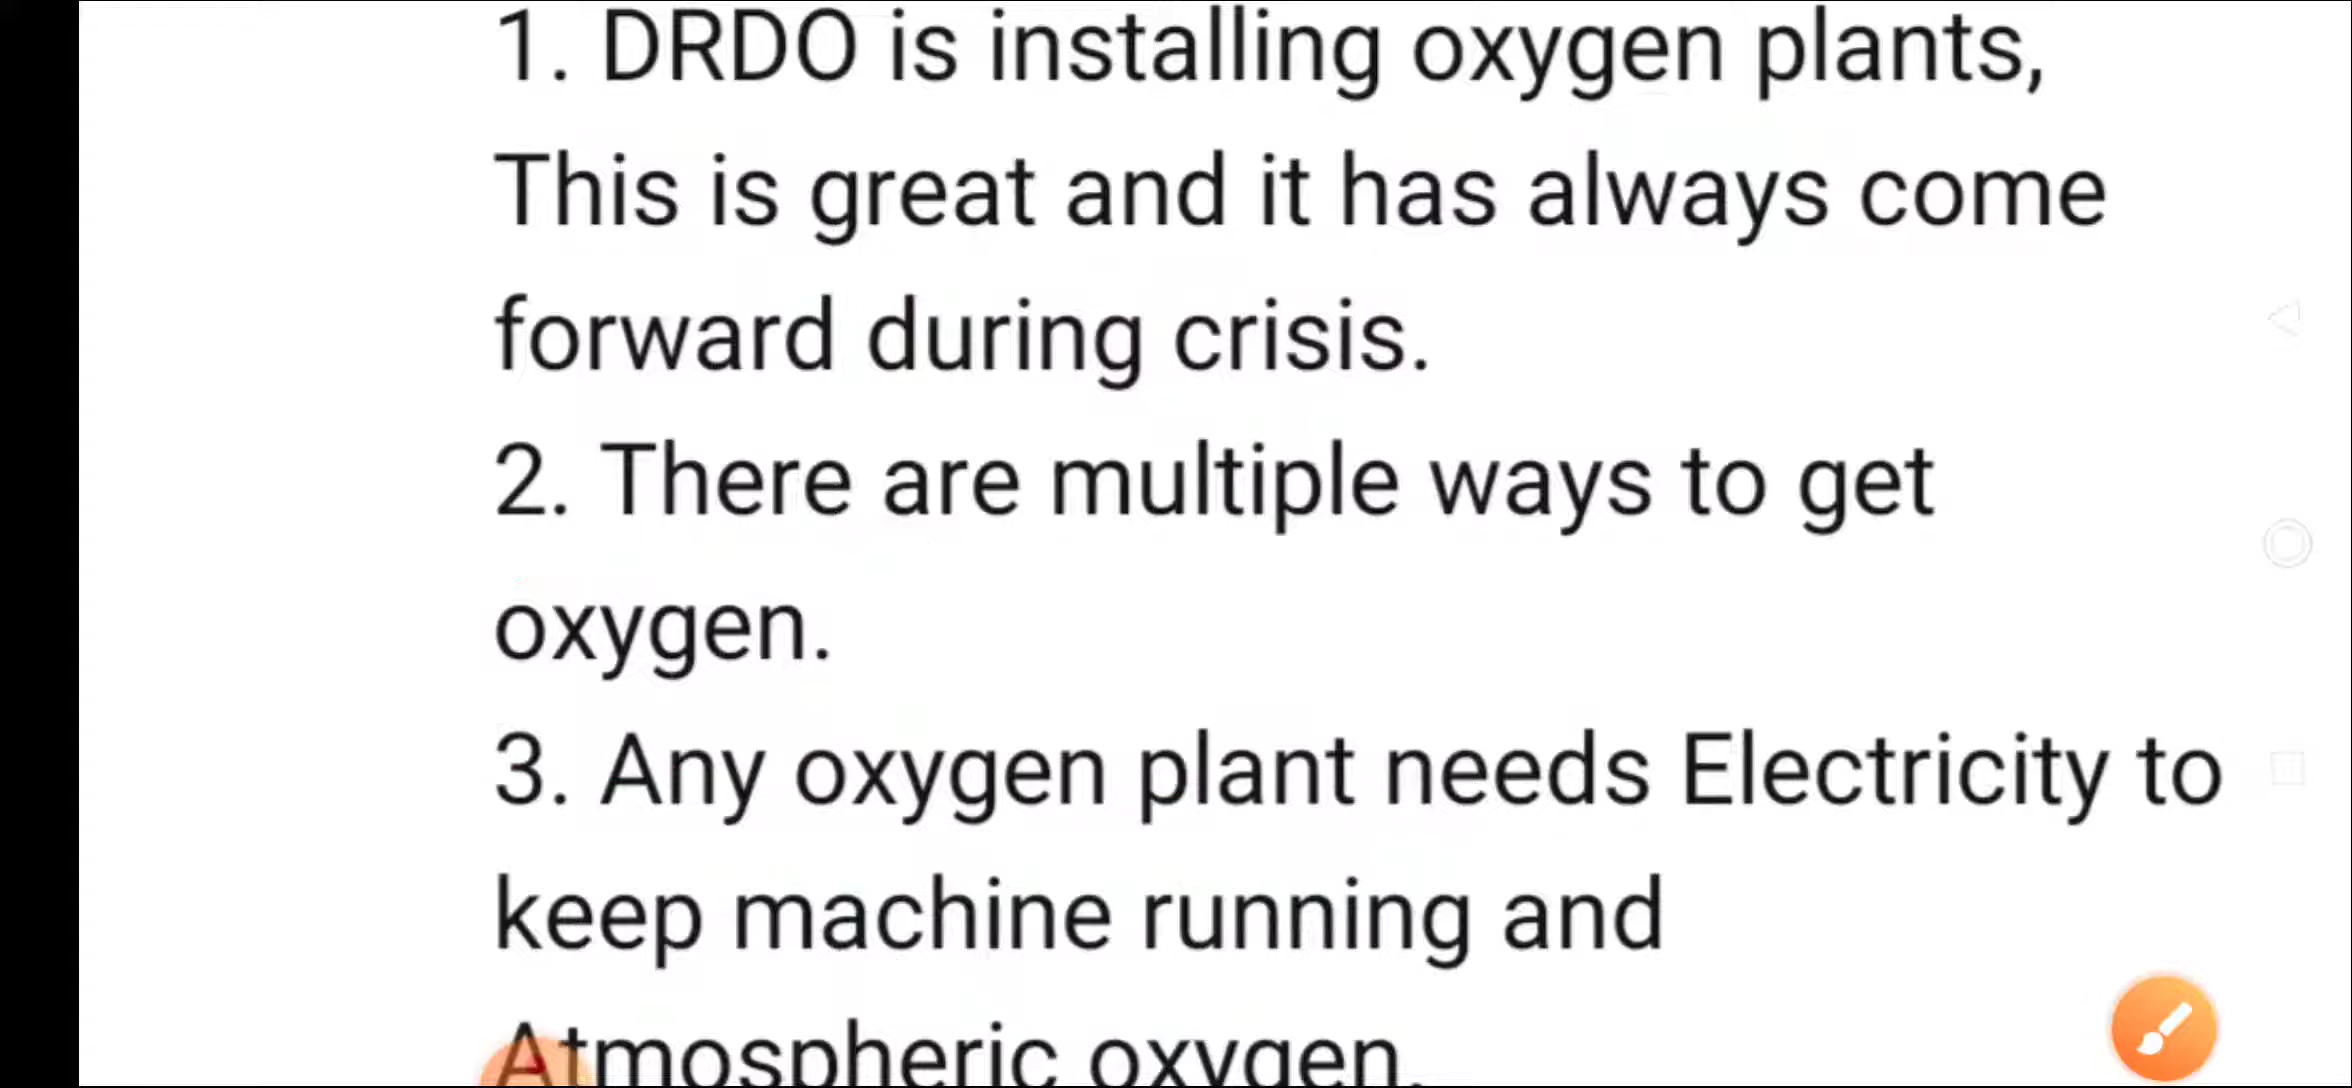 1. DRDO is installing oxygen plants,
This is great and it has always come
forward during crisis.
2. There are multiple ways to get
oxygen.
3. Any oxygen plant needs Electricity to
keep machine running and
Atmospheric oxygen.